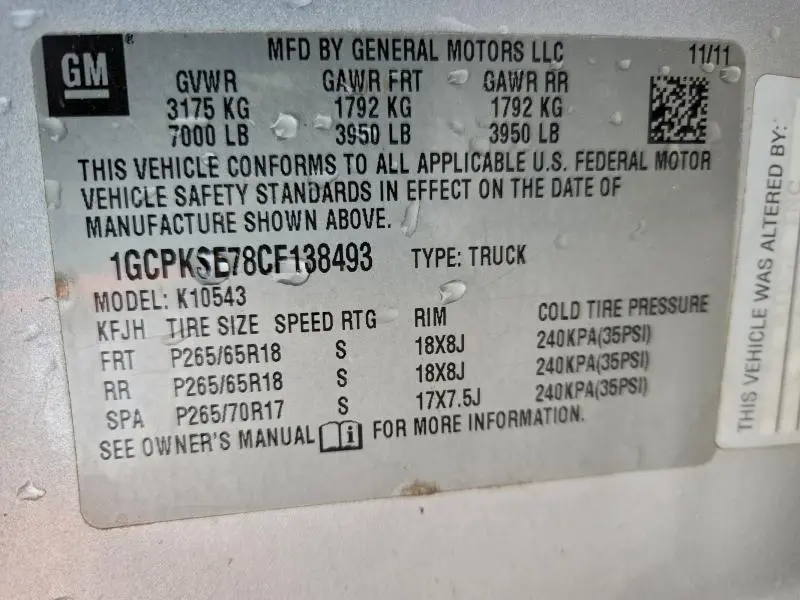 GM
MFD BY GENERAL MOTORS LLC 11/11
GVWR GAWR FRT GAWR RR
3175 KG 1792 KG 1792 KG
7000 LB 3950 LB 3950 LB
THIS VEHICLE CONFORMS TO ALL APPLICABLE U.S. FEDERAL MOTOR
VEHICLE SAFETY STANDARDS IN EFFECT ON THE DATE OF
MANUFACTURE SHOWN ABOVE.
1GCPKSE78CF138493 TYPE: TRUCK
MODEL: K10543
KFJH TIRE SIZE SPEED RTG RIM COLD TIRE PRESSURE
FRT P265/65R18 S 18X8J 240KPA(35PSI)
RR P265/65R18 S 18X8J 240KPA(35PSI)
SPA P265/70R17 S 17X7.5J 240KPA(35PSI)
SEE OWNER'S MANUAL i FOR MORE INFORMATION.
THIS VEHICLE WAS ALTERED BY: